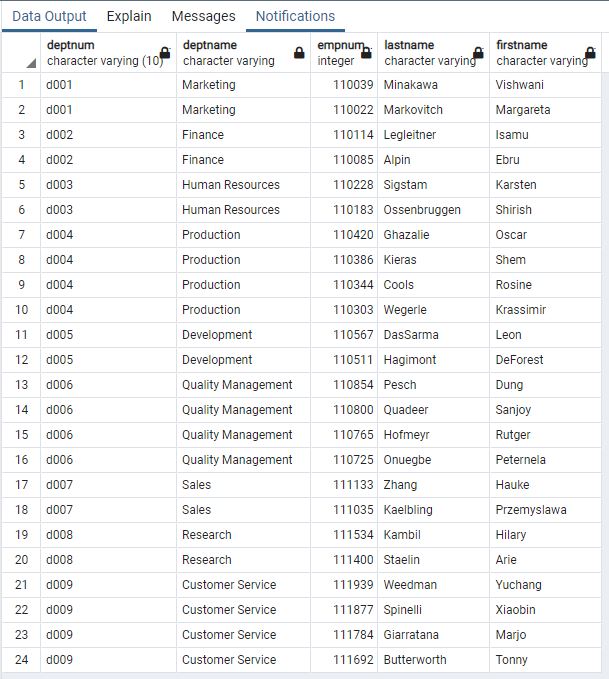 Data Output Explain Messages Notifications
deptnum deptname empnum lastname firstname
character varying (10) character varying integer character varying character varying
1 d001 Marketing 110039 Minakawa Vishwani
2 d001 Marketing 110022 Markovitch Margareta
3 d002 Finance 110114 Legleitner Isamu
4 d002 Finance 110085 Alpin Ebru
5 d003 Human Resources 110228 Sigstam Karsten
6 d003 Human Resources 110183 Ossenbruggen Shirish
7 d004 Production 110420 Ghazalie Oscar
8 d004 Production 110386 Kieras Shem
9 d004 Production 110344 Cools Rosine
10 d004 Production 110303 Wegerle Krassimir
11 d005 Development 110567 DasSarma Leon
12 d005 Development 110511 Hagimont DeForest
13 d006 Quality Management 110854 Pesch Dung
14 d006 Quality Management 110800 Quadeer Sanjoy
15 d006 Quality Management 110765 Hofmeyr Rutger
16 d006 Quality Management 110725 Onuegbe Peternela
17 d007 Sales 111133 Zhang Hauke
18 d007 Sales 111035 Kaelbling Przemyslawa
19 d008 Research 111534 Kambil Hilary
20 d008 Research 111400 Staelin Arie
21 d009 Customer Service 111939 Weedman Yuchang
22 d009 Customer Service 111877 Spinelli Xiaobin
23 d009 Customer Service 111784 Giarratana Marjo
24 d009 Customer Service 111692 Butterworth Tonny